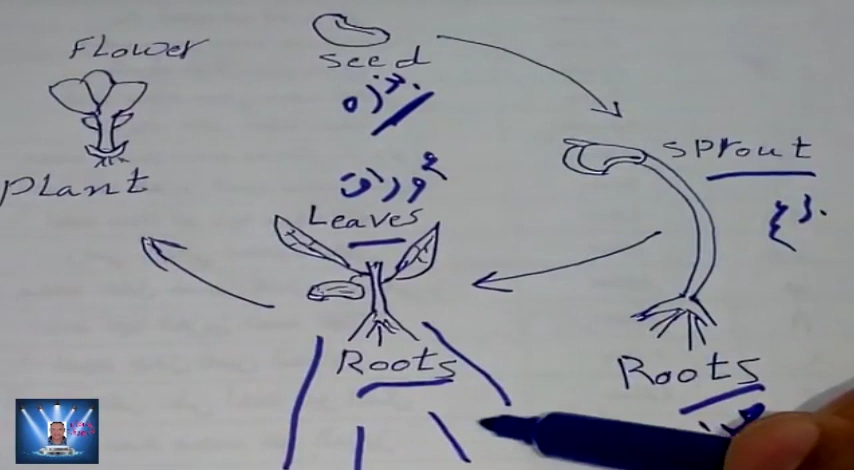 Flower
Plant
seed
بذرة
sprout
Leaves
أوراق
Roots
Roots